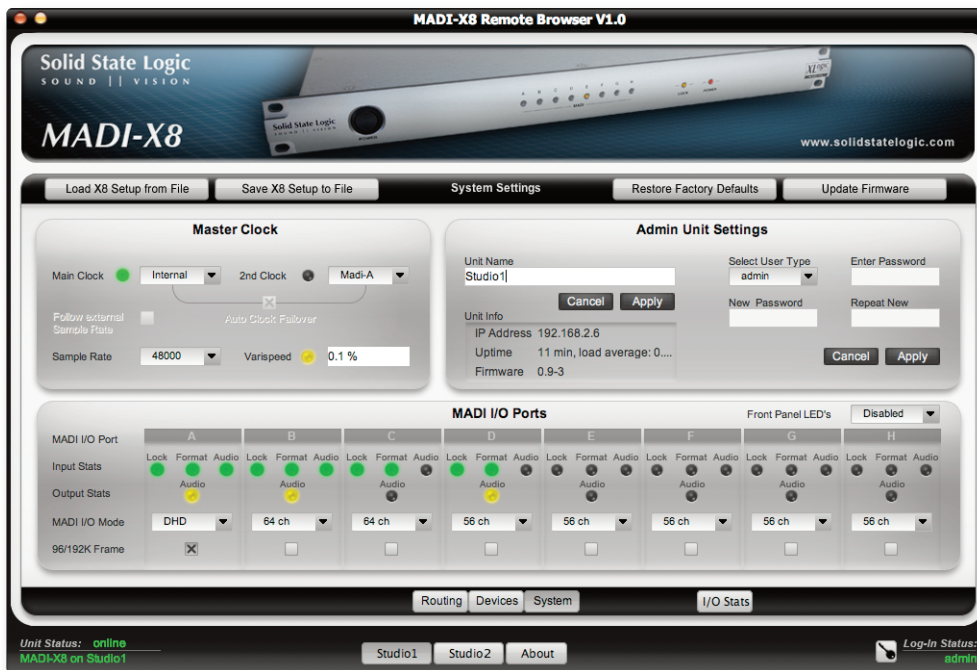 MADI-X8 Remote Browser V1.0
Solid State Logic
SOUND || VISION
MADI-X8
A B C D E F G H
MADI
LOCK POWER
Solid State Logic
SOUND || VISION
POWER
www.solidstatelogic.com
Load X8 Setup from File Save X8 Setup to File System Settings Restore Factory Defaults Update Firmware
Master Clock
Main Clock Internal 2nd Clock Madi-A
Follow external
Sample Rate
Auto Clock Failover
Sample Rate 48000 Varispeed 0.1 %
Admin Unit Settings
Unit Name
Studio1
Cancel Apply
Unit Info
IP Address 192.168.2.6
Uptime 11 min, load average: 0....
Firmware 0.9-3
Select User Type Enter Password
admin
New Password Repeat New
Cancel Apply
MADI I/O Ports Front Panel LED's Disabled
MADI I/O Port A B C D E F G H
Lock Format Audio Lock Format Audio Lock Format Audio Lock Format Audio Lock Format Audio Lock Format Audio Lock Format Audio Lock Format Audio
Input Stats
Audio Audio Audio Audio Audio Audio Audio Audio
Output Stats
MADI I/O Mode DHD 64 ch 64 ch 56 ch 56 ch 56 ch 56 ch 56 ch
96/192K Frame
Routing Devices System I/O Stats
Unit Status: online
MADI-X8 on Studio1
Studio1 Studio2 About
Log-In Status:
admin